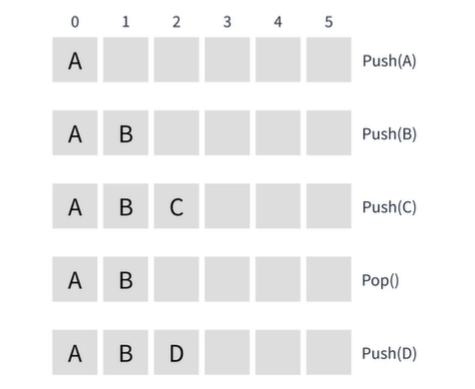 0 1 2 3 4 5
A Push(A)
A B Push(B)
A B C Push(C)
A B Pop()
A B D Push(D)